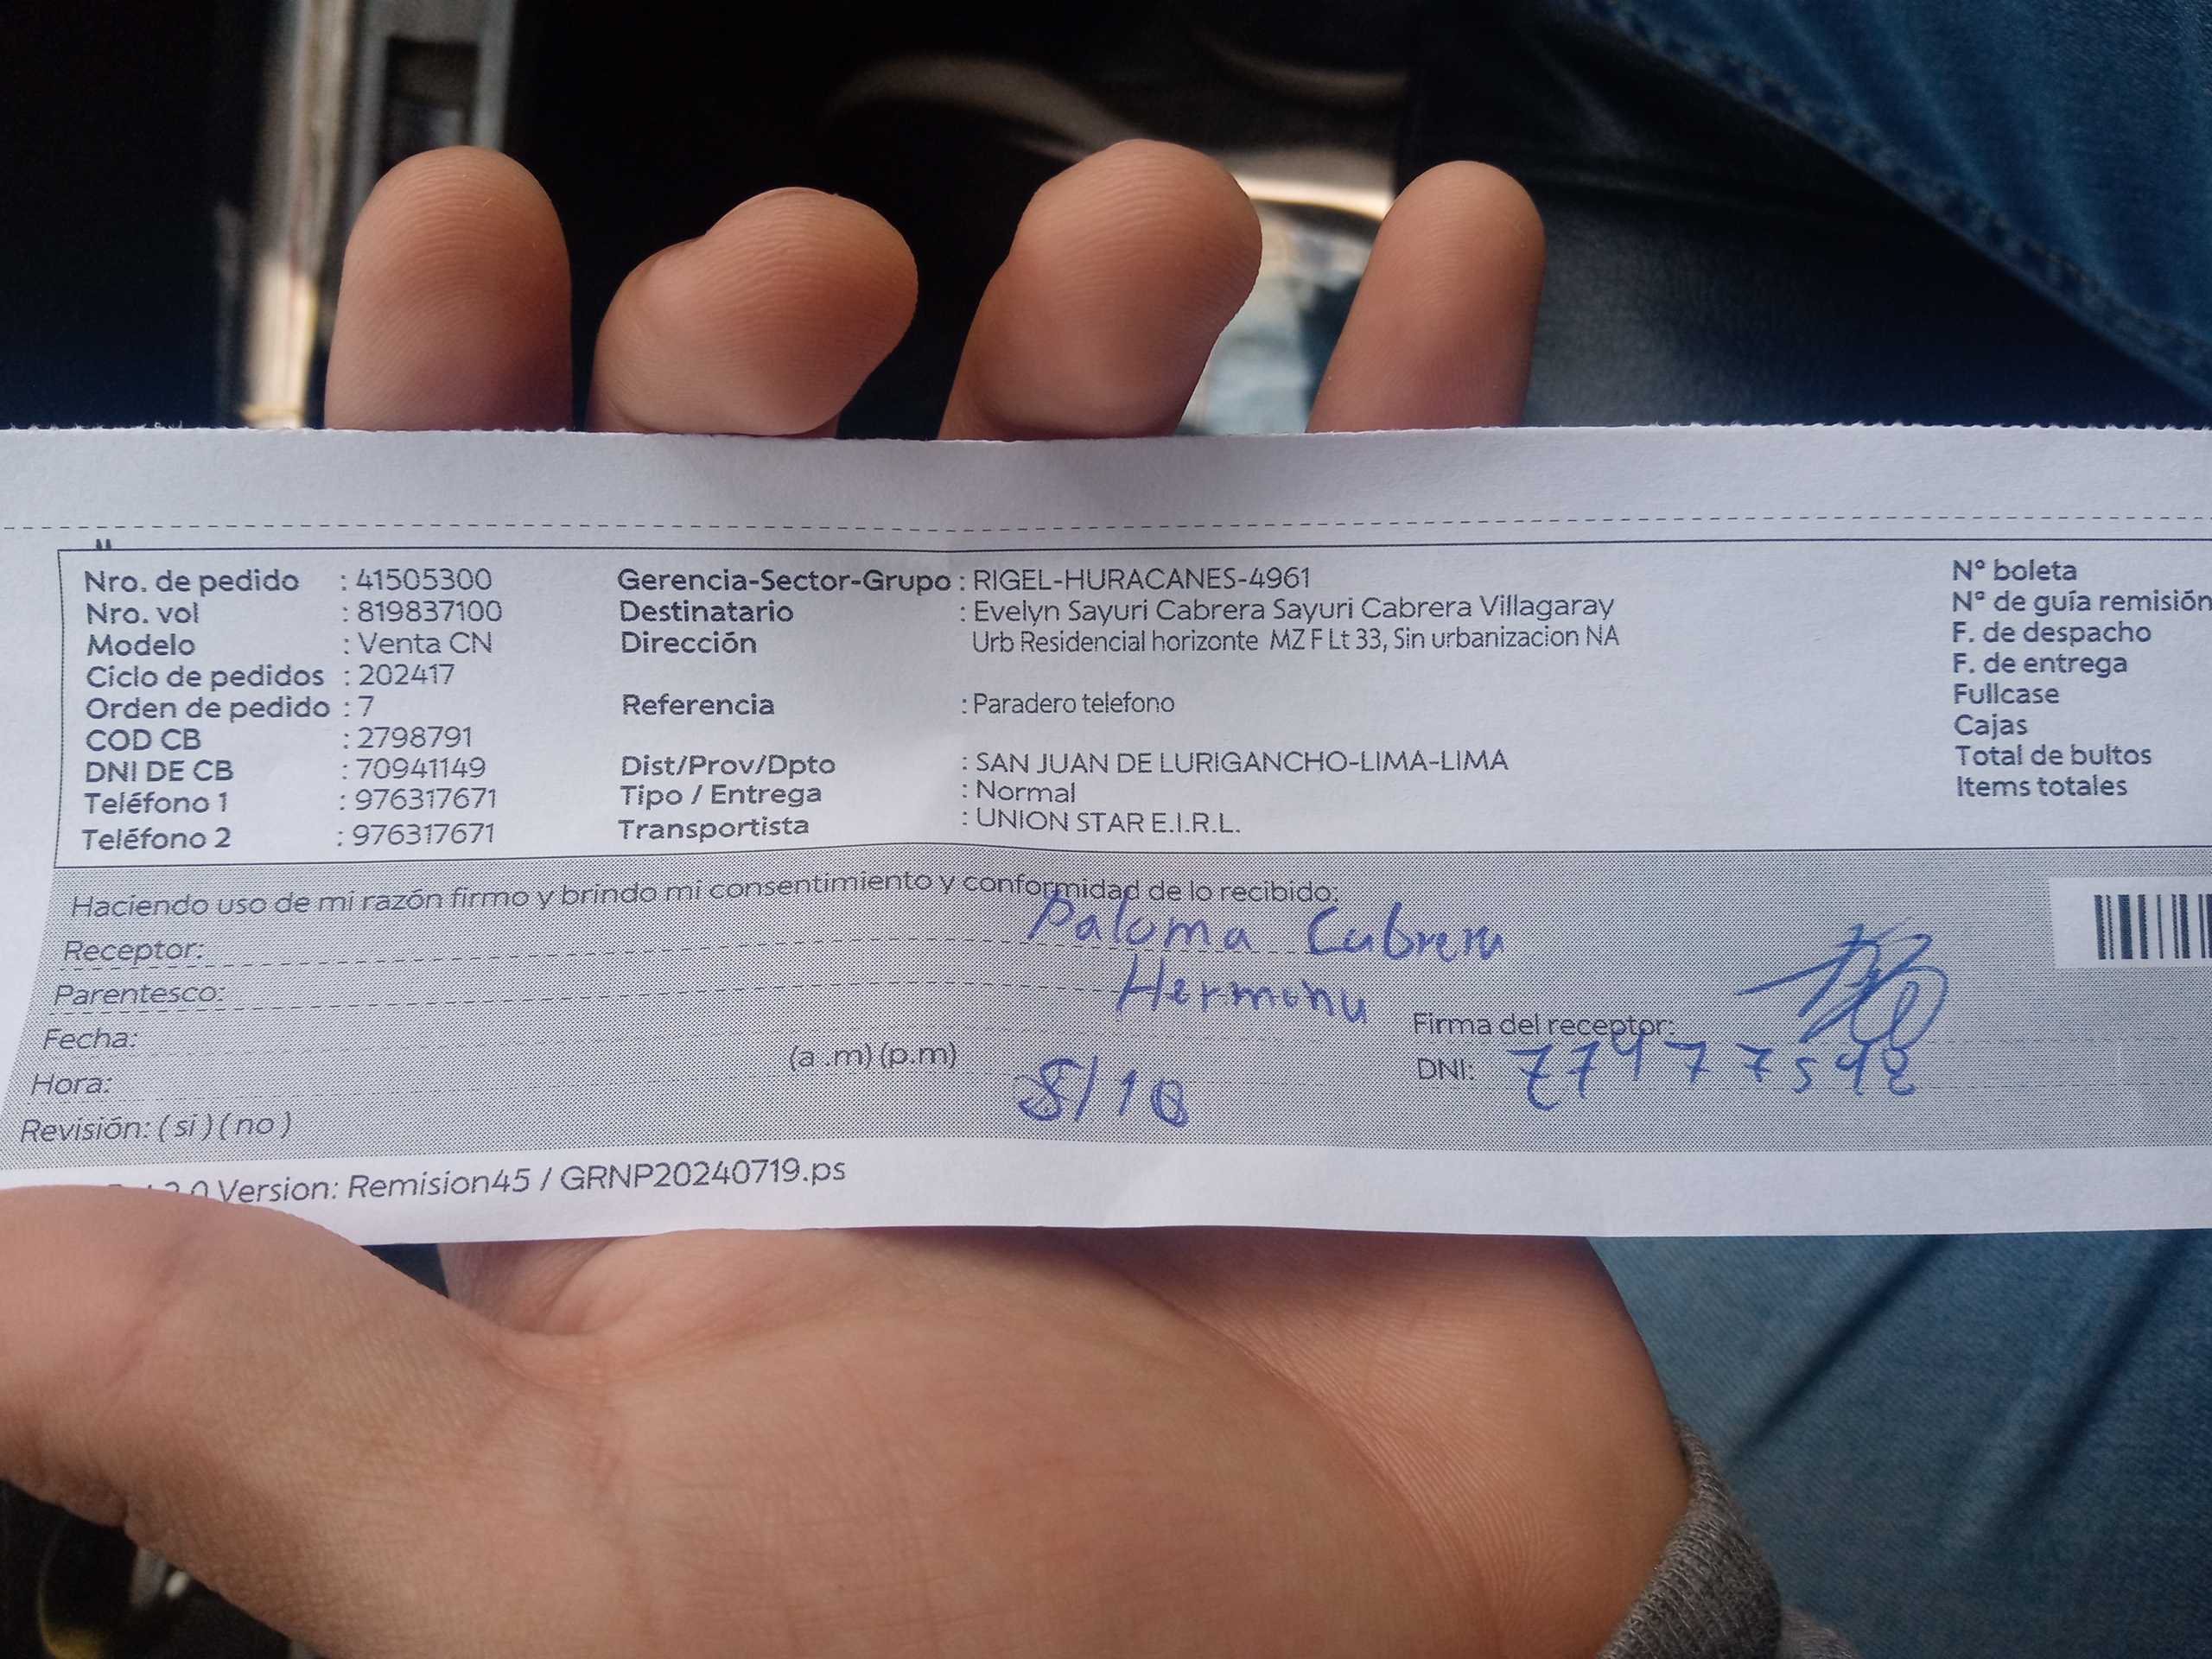 Nro. de pedido : 41505300 Gerencia-Sector-Grupo : RIGEL-HURACANES-4961 N° boleta
Nro. vol : 819837100 Destinatario : Evelyn Sayuri Cabrera Sayuri Cabrera Villagaray N° de guía remisión
Modelo : Venta CN Dirección Urb Residencial horizonte MZ F Lt 33, Sin urbanizacion NA F. de despacho
Ciclo de pedidos : 202417 F. de entrega
Orden de pedido : 7 Referencia : Paradero telefono Fullcase
COD CB : 2798791 Cajas
DNI DE CB : 70941149 Dist/Prov/Dpto : SAN JUAN DE LURIGANCHO-LIMA-LIMA Total de bultos
Teléfono 1 : 976317671 Tipo / Entrega : Normal Items totales
Teléfono 2 : 976317671 Transportista : UNION STAR E.I.R.L.
Haciendo uso de mi razón firmo y brindo mi consentimiento y conformidad de lo recibido:
Receptor: Paloma Cabrera
Parentesco: Hermana
Fecha: Firma del receptor:
Hora: (a .m) (p.m) 5/10 DNI: 77477542
Revisión: ( si ) ( no )
2.0 Version: Remision45 / GRNP20240719.ps